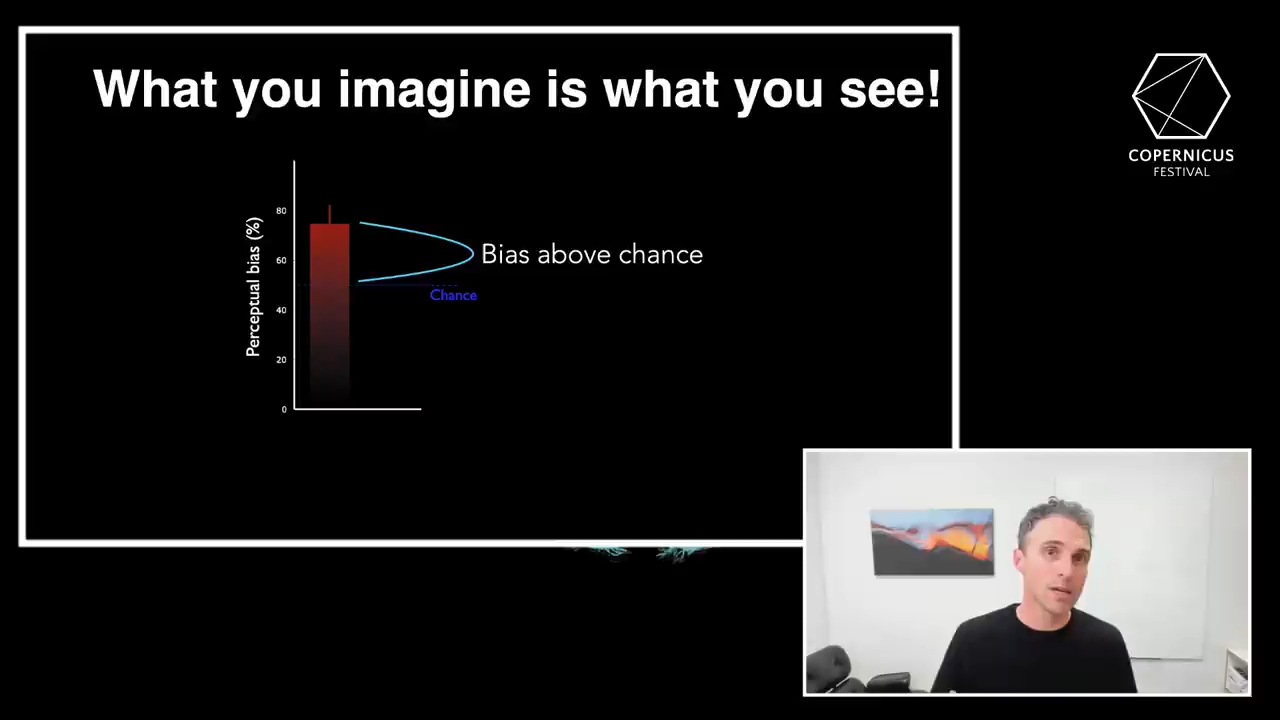 What you imagine is what you see!
COPERNICUS
FESTIVAL
Perceptual bias (%)
80
60
40
20
0
Bias above chance
Chance